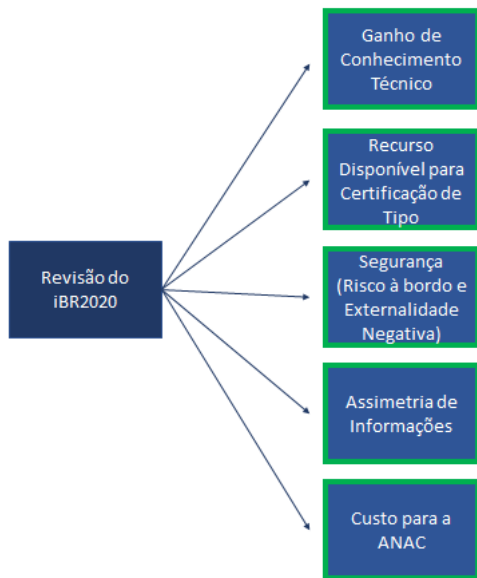 Ganho de
Conhecimento
Técnico
Recurso
Disponível para
Certificação de
Tipo
Revisão do
iBR2020
Segurança
(Risco à bordo e
Externalidade
Negativa)
Assimetria de
Informações
Custo para a
ANAC